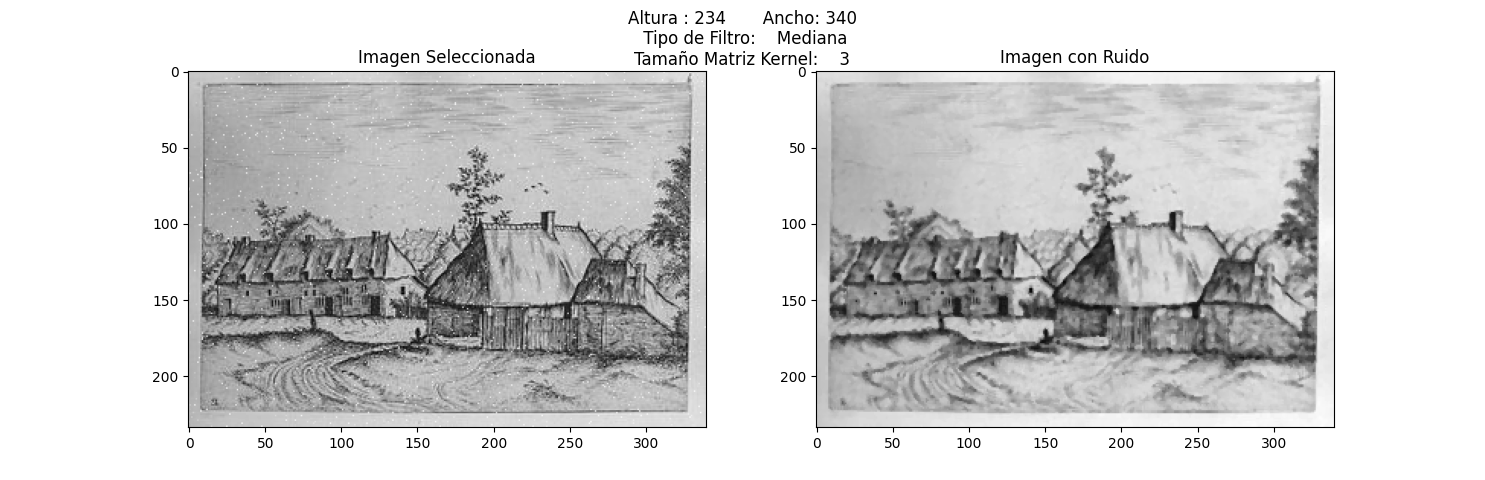 Altura : 234 Ancho: 340
Tipo de Filtro: Mediana
Tamaño Matriz Kernel: 3
Imagen Seleccionada
0
50
100
150
200
0 50 100 150 200 250 300
Imagen con Ruido
0
50
100
150
200
0 50 100 150 200 250 300